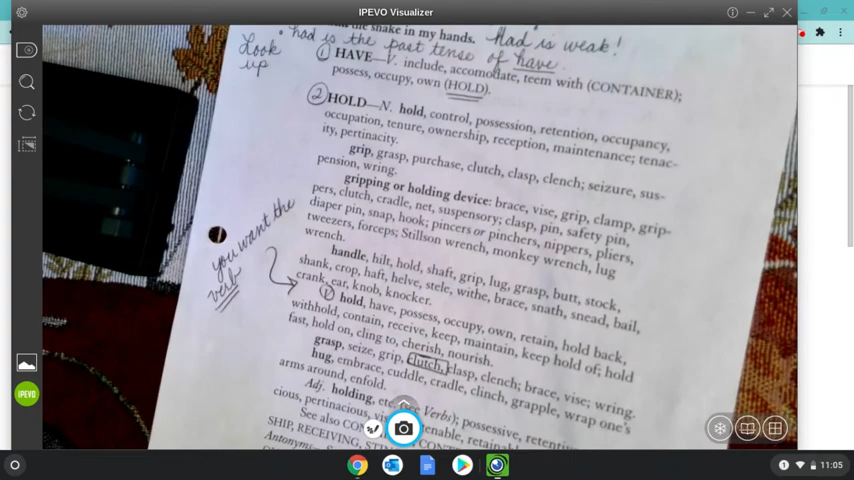 IPEVO Visualizer
the snake in my hands.
• had is the past tense of have.
Had is weak!
Look
up
① HAVE—V. include, accomodate, teem with (CONTAINER);
possess, occupy, own (HOLD).
② HOLD—N. hold, control, possession, retention, occupancy,
occupation, tenure, ownership, reception, maintenance; tenac-
ity, pertinacity.
grip, grasp, purchase, clutch, clasp, clench; seizure, sus-
pension, wring.
gripping or holding device: brace, vise, grip, clamp, grip-
pers, clutch, cradle, net, suspensory; clasp, pin, safety pin,
diaper pin, snap, hook; pincers or pinchers, nippers, pliers,
tweezers, forceps; Stillson wrench, monkey wrench, lug
wrench.
you want the
verb
handle, hilt, hold, shaft, grip, lug, grasp, butt, stock,
shank, crop, haft, helve, stele, withe, brace, snath, snead, bail,
crank, ear, knob, knocker.
Ⓥ hold, have, possess, occupy, own, retain, hold back,
withhold, contain, receive, keep, maintain, keep hold of; hold
fast, hold on, cling to, cherish, nourish.
grasp, seize, grip, clutch, clasp, clench; brace, vise; wring.
hug, embrace, cuddle, cradle, clinch, grapple, wrap one's
arms around, enfold.
Adj. holding, etc. (see Verbs); possessive, retentive
cious, pertinacious, tenable, retainable
See also
SHIP, RECEIVING,
Antonyms—
IPEVO
1
11:05